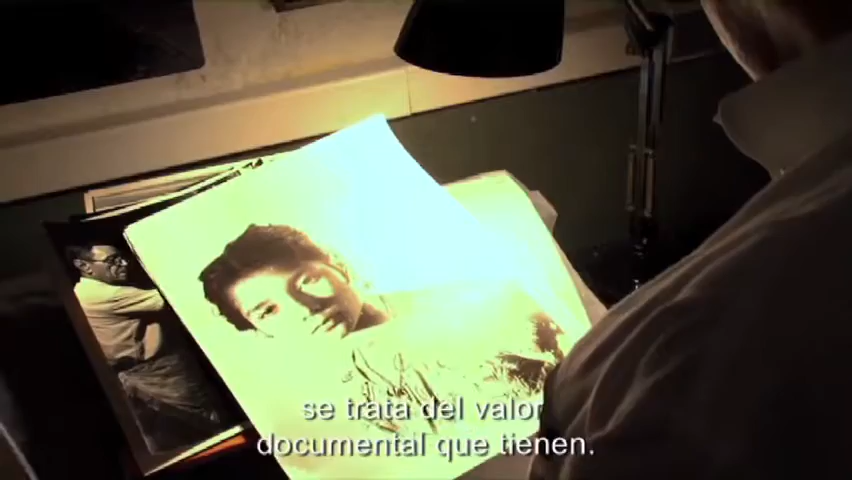 se trata del valor
documental que tienen.